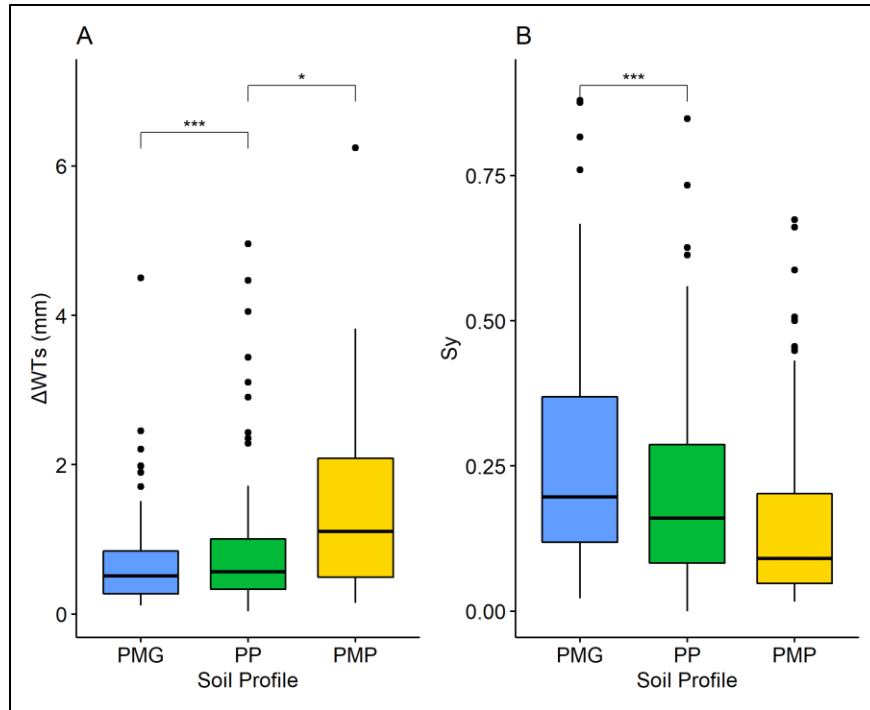 A
***
*
ΔWTs (mm)
6
4
2
0
PMG PP PMP
Soil Profile
B
***
Sy
0.75
0.50
0.25
0.00
PMG PP PMP
Soil Profile